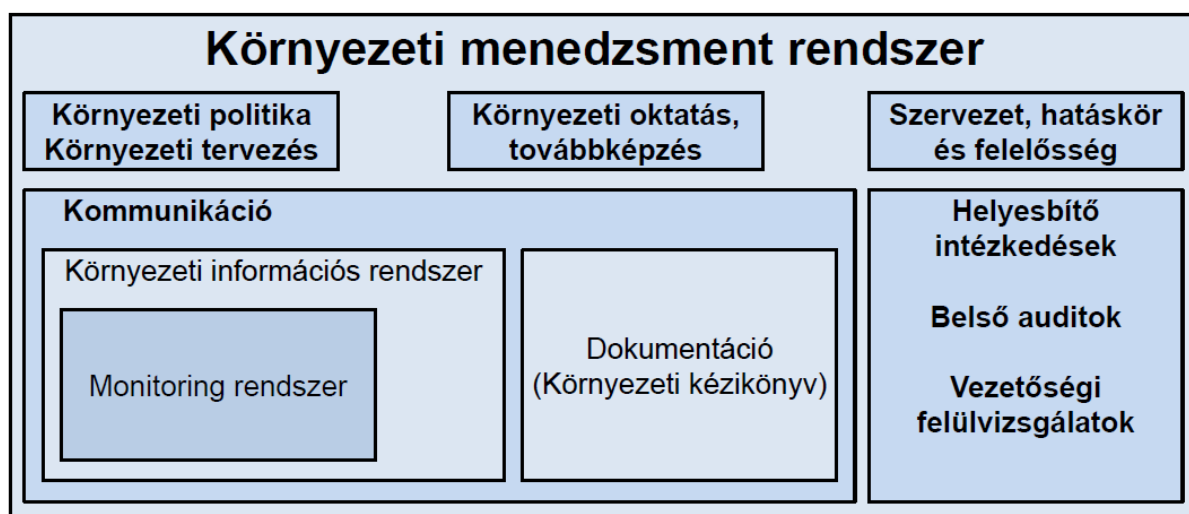 Környezeti menedzsment rendszer
Környezeti politika
Környezeti tervezés
Környezeti oktatás,
továbbképzés
Szervezet, hatáskör
és felelősség
Kommunikáció
Környezeti információs rendszer
Monitoring rendszer
Dokumentáció
(Környezeti kézikönyv)
Helyesbítő
intézkedések
Belső auditok
Vezetőségi
felülvizsgálatok